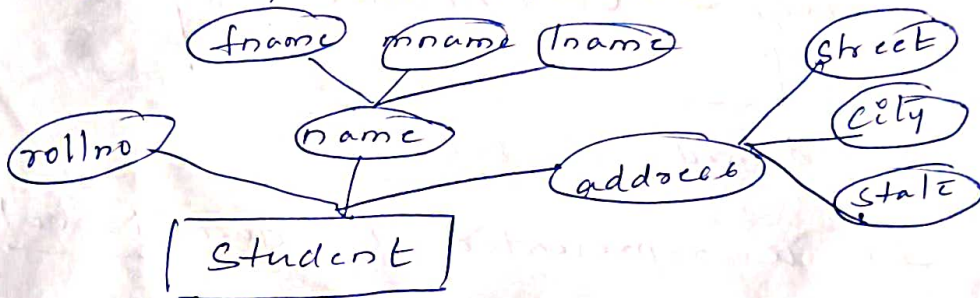 fname mname lname
street
rollno name city
address
state
Student